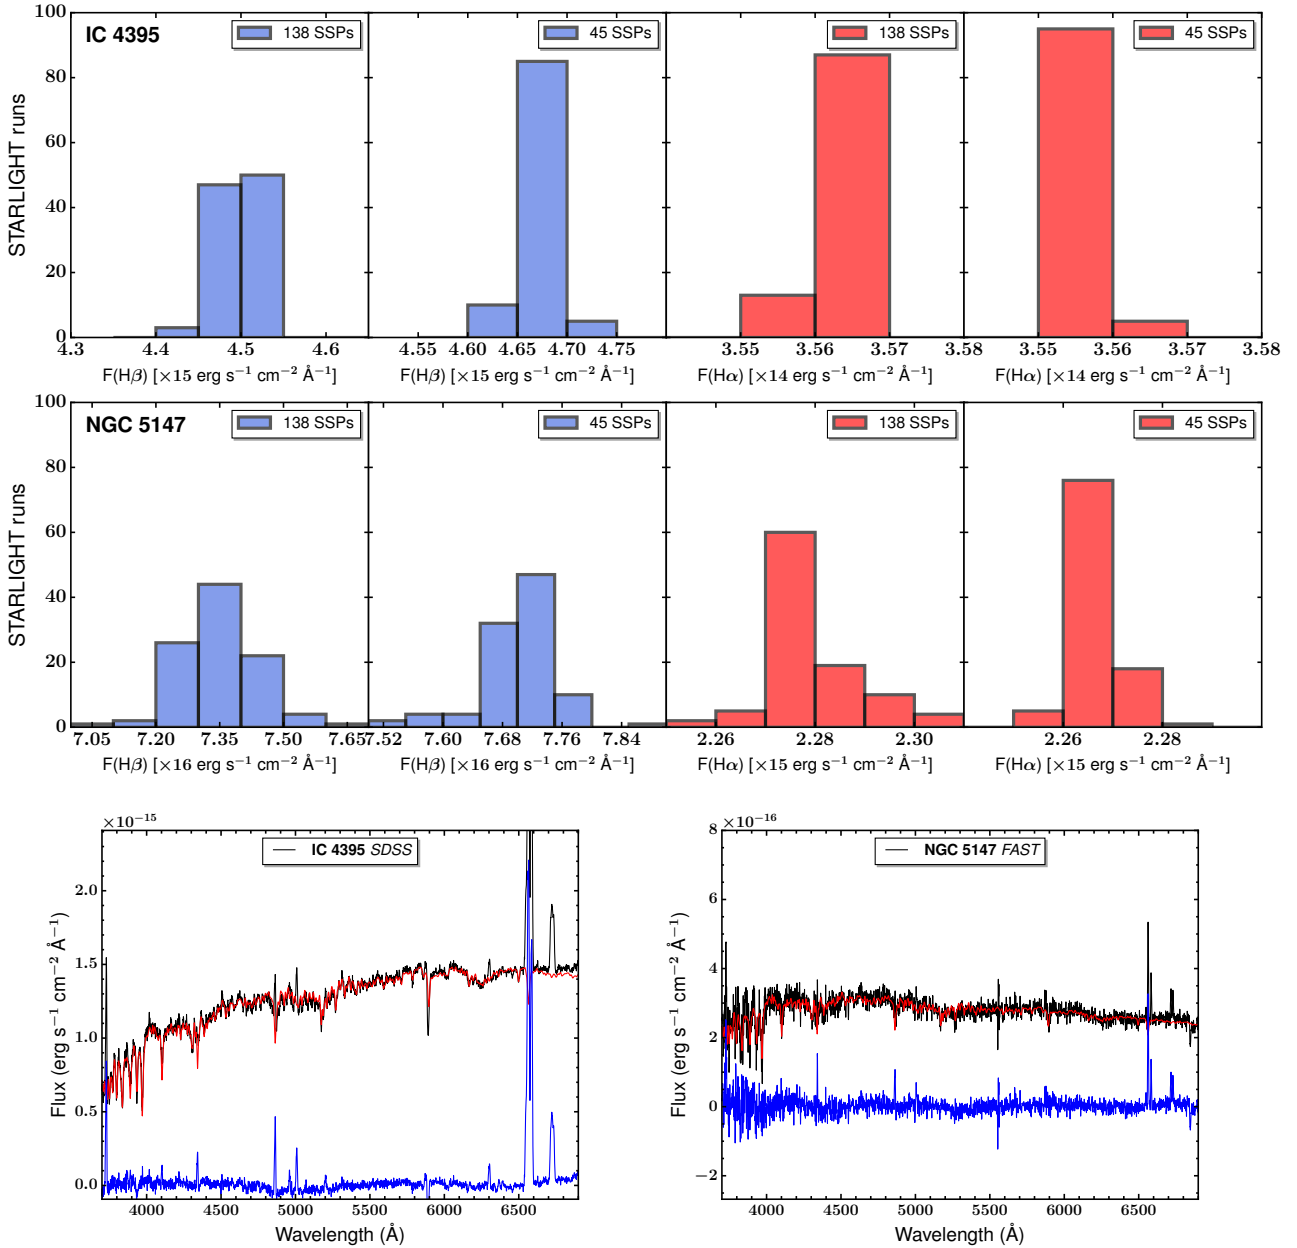 IC 4395
138 SSPs
45 SSPs
138 SSPs
45 SSPs
STARLIGHT runs
100
80
60
40
20
0
4.3 4.4 4.5 4.6
4.55 4.60 4.65 4.70 4.75
3.55 3.56 3.57 3.58
3.55 3.56 3.57 3.58
F(Hβ) [×15 erg s⁻¹ cm⁻² Å⁻¹]
F(Hβ) [×15 erg s⁻¹ cm⁻² Å⁻¹]
F(Hα) [×14 erg s⁻¹ cm⁻² Å⁻¹]
F(Hα) [×14 erg s⁻¹ cm⁻² Å⁻¹]
NGC 5147
138 SSPs
45 SSPs
138 SSPs
45 SSPs
STARLIGHT runs
100
80
60
40
20
0
7.05 7.20 7.35 7.50 7.65
7.52 7.60 7.68 7.76 7.84
2.26 2.28 2.30
2.26 2.28
F(Hβ) [×16 erg s⁻¹ cm⁻² Å⁻¹]
F(Hβ) [×16 erg s⁻¹ cm⁻² Å⁻¹]
F(Hα) [×15 erg s⁻¹ cm⁻² Å⁻¹]
F(Hα) [×15 erg s⁻¹ cm⁻² Å⁻¹]
×10⁻¹⁵
IC 4395 SDSS
Flux (erg s⁻¹ cm⁻² Å⁻¹)
2.0
1.5
1.0
0.5
0.0
4000 4500 5000 5500 6000 6500
Wavelength (Å)
×10⁻¹⁶
NGC 5147 FAST
Flux (erg s⁻¹ cm⁻² Å⁻¹)
8
6
4
2
0
−2
4000 4500 5000 5500 6000 6500
Wavelength (Å)